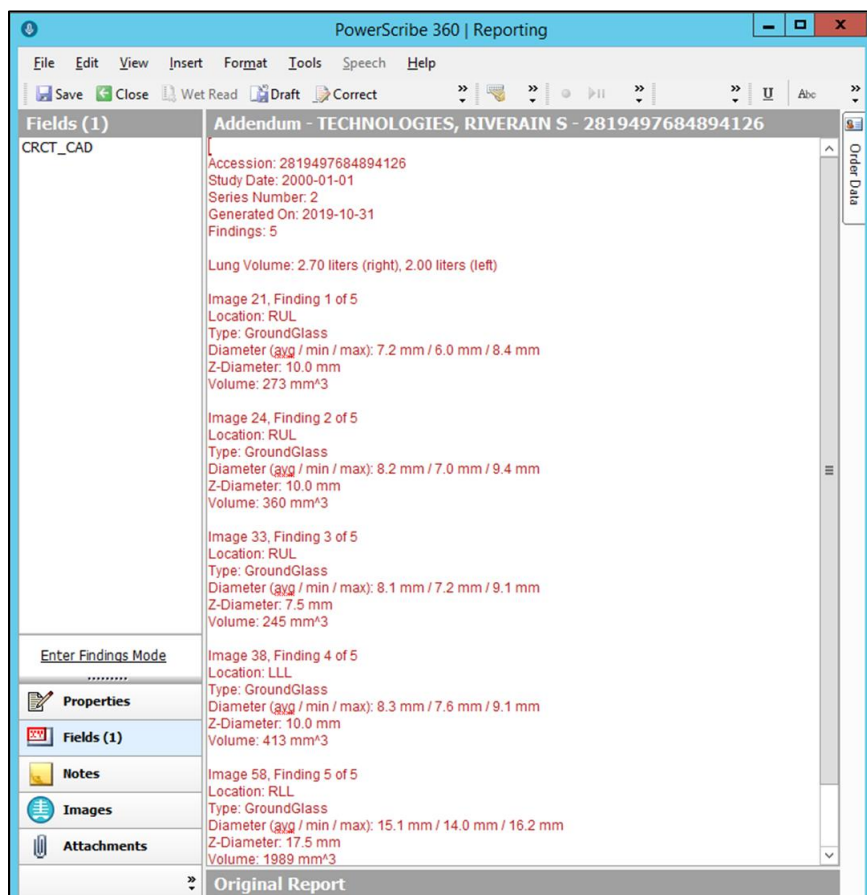 PowerScribe 360 | Reporting
File Edit View Insert Format Tools Speech Help
Save Close Wet Read Draft Correct U Abc
Fields (1)
CRCT_CAD
Addendum - TECHNOLOGIES, RIVERAIN S - 2819497684894126
Order Data
Accession: 2819497684894126
Study Date: 2000-01-01
Series Number: 2
Generated On: 2019-10-31
Findings: 5
Lung Volume: 2.70 liters (right), 2.00 liters (left)
Image 21, Finding 1 of 5
Location: RUL
Type: GroundGlass
Diameter (avg / min / max): 7.2 mm / 6.0 mm / 8.4 mm
Z-Diameter: 10.0 mm
Volume: 273 mm^3
Image 24, Finding 2 of 5
Location: RUL
Type: GroundGlass
Diameter (avg / min / max): 8.2 mm / 7.0 mm / 9.4 mm
Z-Diameter: 10.0 mm
Volume: 360 mm^3
Image 33, Finding 3 of 5
Location: RUL
Type: GroundGlass
Diameter (avg / min / max): 8.1 mm / 7.2 mm / 9.1 mm
Z-Diameter: 7.5 mm
Volume: 245 mm^3
Image 38, Finding 4 of 5
Location: LLL
Type: GroundGlass
Diameter (avg / min / max): 8.3 mm / 7.6 mm / 9.1 mm
Z-Diameter: 10.0 mm
Volume: 413 mm^3
Image 58, Finding 5 of 5
Location: RLL
Type: GroundGlass
Diameter (avg / min / max): 15.1 mm / 14.0 mm / 16.2 mm
Z-Diameter: 17.5 mm
Volume: 1989 mm^3
Enter Findings Mode
Properties
Fields (1)
Notes
Images
Attachments
Original Report